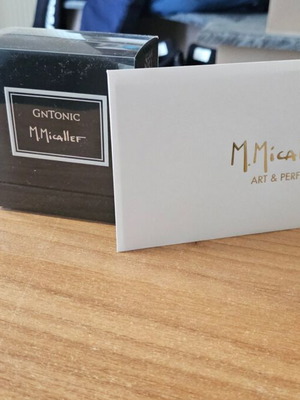 GNTONIC
M.MICALLEF
M.MICA
ART & PERF